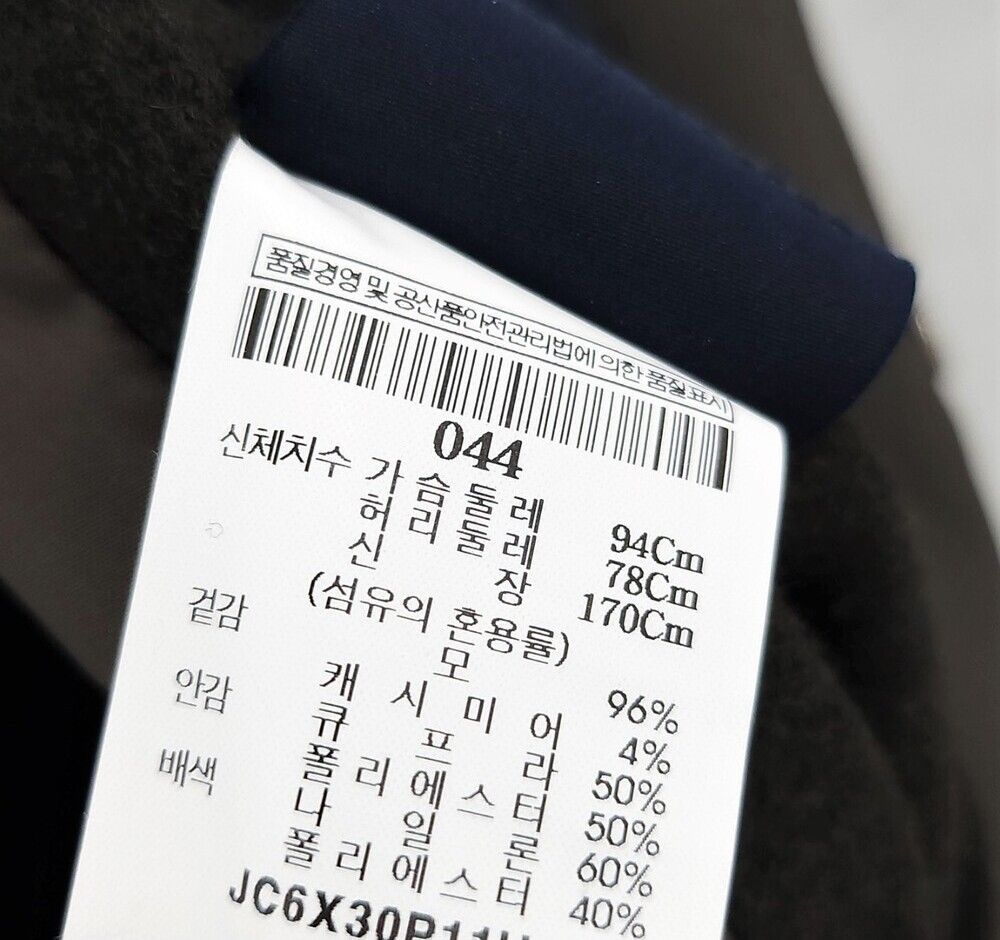 품질경영 및 공산품안전관리법에 의한 품질표시
044
신체치수 가슴둘레 94Cm
허리둘레 78Cm
신장 170Cm
(섬유의 혼용률)
겉감 모 96%
캐시미어 4%
안감 큐프라 50%
폴리에스터 50%
배색 나일론 60%
폴리에스터 40%
JC6X30P11